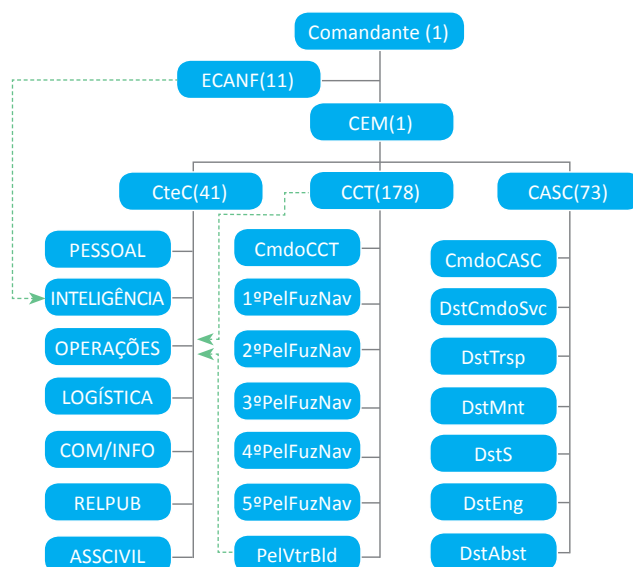 Comandante (1)
ECANF(11)
CEM(1)
CteC(41)
CCT(178)
CASC(73)
PESSOAL
INTELIGÊNCIA
OPERAÇÕES
LOGÍSTICA
COM/INFO
RELPUB
ASSCIVIL
CmdoCCT
1ºPelFuzNav
2ºPelFuzNav
3ºPelFuzNav
4ºPelFuzNav
5ºPelFuzNav
PelVtrBld
CmdoCASC
DstCmdoSvc
DstTrsp
DstMnt
DstS
DstEng
DstAbst